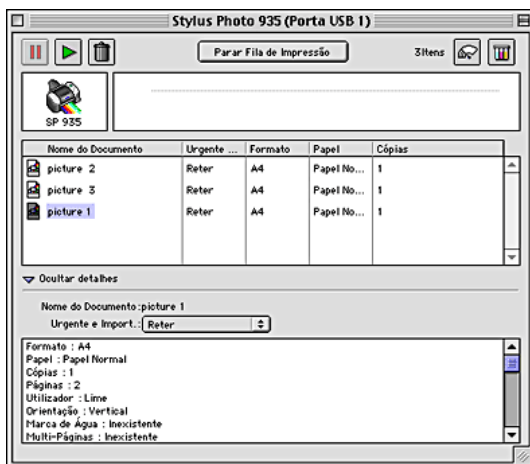 Stylus Photo 935 (Porta USB 1)
Parar Fila de Impressão
3 Itens
SP 935
Nome do Documento Urgente ... Formato Papel Cópias
picture 2 Reter A4 Papel No... 1
picture 3 Reter A4 Papel No... 1
picture 1 Reter A4 Papel No... 1
Ocultar detalhes
Nome do Documento :picture 1
Urgente e Import. : Reter
Formato : A4
Papel : Papel Normal
Cópias : 1
Páginas : 2
Utilizador : Lime
Orientação : Vertical
Marca de Água : Inexistente
Multi-Páginas : Inexistente